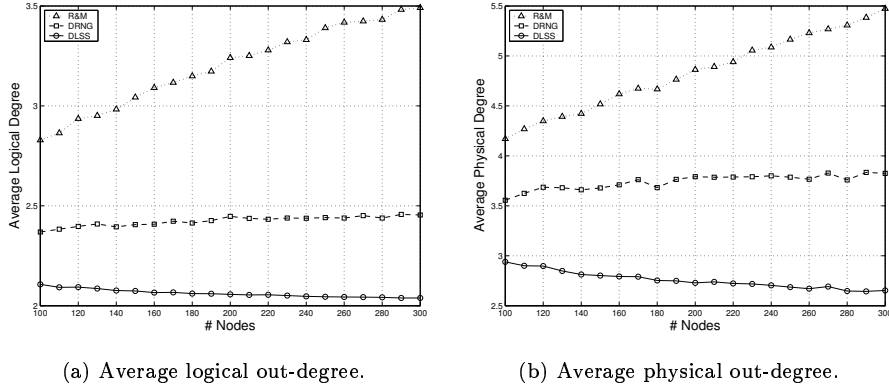 3.5
3
2.5
2
Average Logical Degree
R&M
DRNG
DLSS
100 120 140 160 180 200 220 240 260 280 300
# Nodes
(a) Average logical out-degree.
5.5
5
4.5
4
3.5
3
2.5
Average Physical Degree
R&M
DRNG
DLSS
100 120 140 160 180 200 220 240 260 280 300
# Nodes
(b) Average physical out-degree.